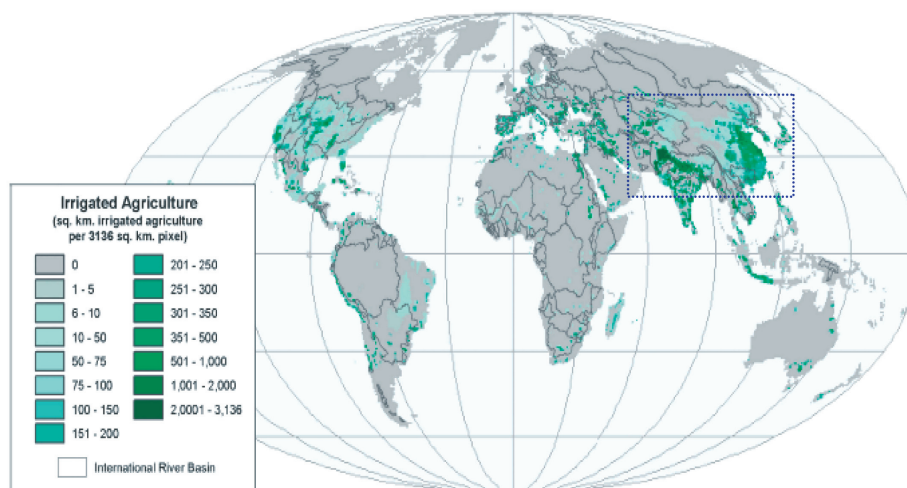 Irrigated Agriculture
(sq. km. irrigated agriculture
per 3136 sq. km. pixel)
0
1 - 5
6 - 10
10 - 50
50 - 75
75 - 100
100 - 150
151 - 200
201 - 250
251 - 300
301 - 350
351 - 500
501 - 1,000
1,001 - 2,000
2,0001 - 3,136
International River Basin